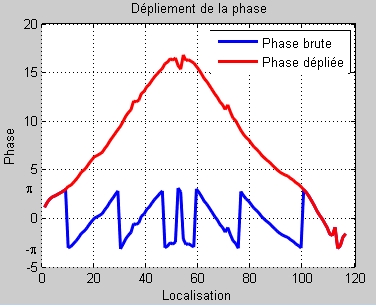 Dépliement de la phase
Phase brute
Phase dépliée
Phase
20
15
10
5
π
0
-π
-5
0 20 40 60 80 100 120
Localisation